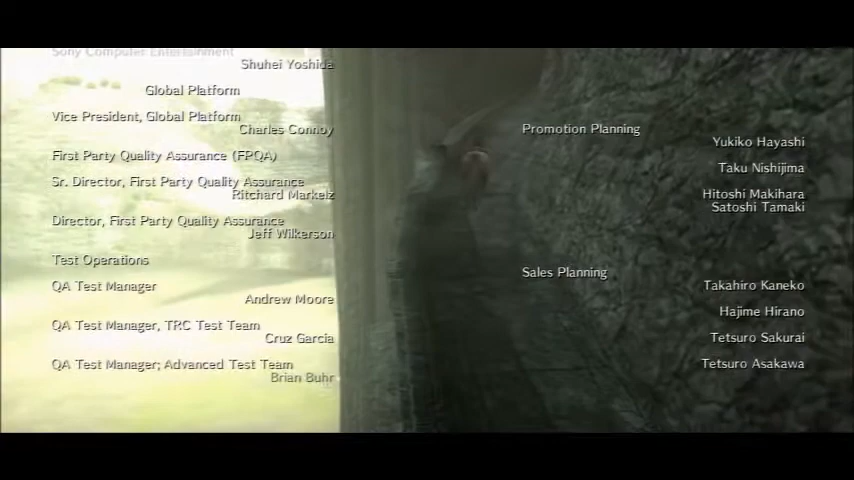 Sony Computer Entertainment
Shuhei Yoshida
Global Platform
Vice President, Global Platform
Charles Connoy
First Party Quality Assurance (FPQA)
Sr. Director, First Party Quality Assurance
Ritchard Markelz
Director, First Party Quality Assurance
Jeff Wilkerson
Test Operations
QA Test Manager
Andrew Moore
QA Test Manager, TRC Test Team
Cruz Garcia
QA Test Manager; Advanced Test Team
Brian Buhr
Promotion Planning
Yukiko Hayashi
Taku Nishijima
Hitoshi Makihara
Satoshi Tamaki
Sales Planning
Takahiro Kaneko
Hajime Hirano
Tetsuro Sakurai
Tetsuro Asakawa